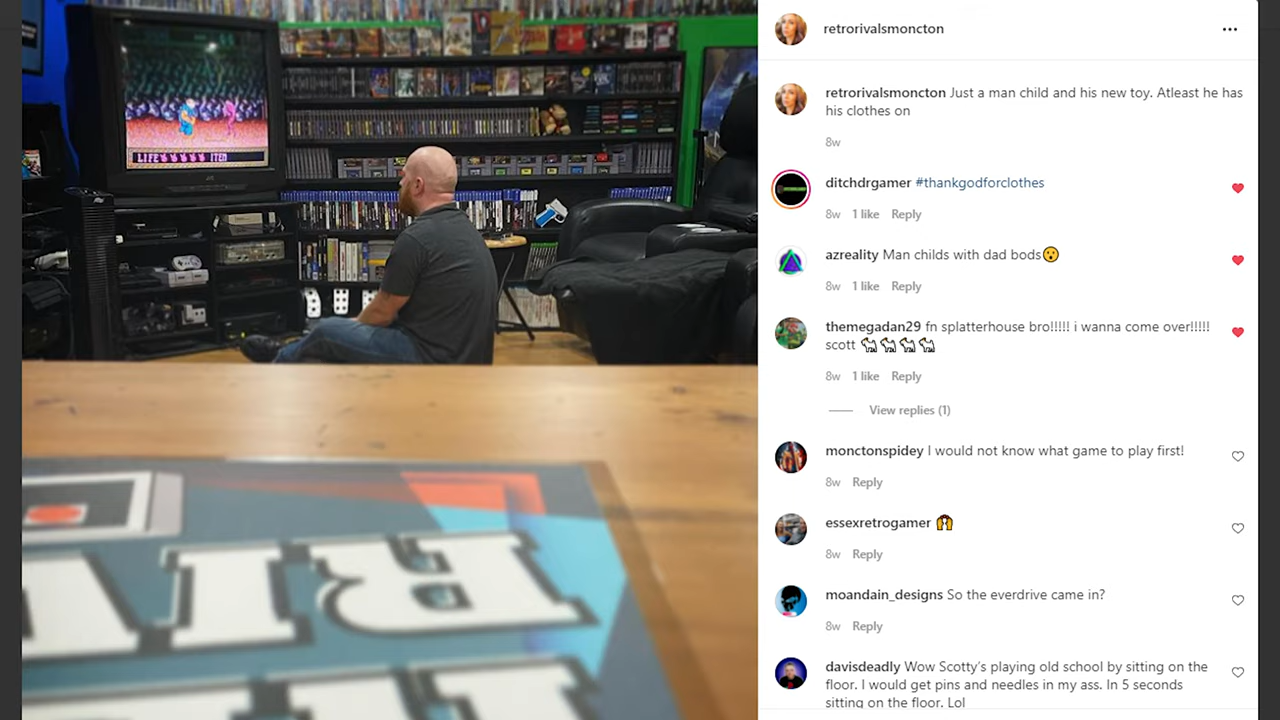 retrorivalsmoncton
retrorivalsmoncton Just a man child and his new toy. Atleast he has
his clothes on
8w
ditchdrgamer #thankgodforclothes
8w 1 like Reply
azreality Man childs with dad bods😮
8w 1 like Reply
themegadan29 fn splatterhouse bro!!!!! i wanna come over!!!!!
scott 🐐🐐🐐🐐
8w 1 like Reply
View replies (1)
monctonspidey I would not know what game to play first!
8w Reply
essexretrogamer 🙌
8w Reply
moandain_designs So the everdrive came in?
8w Reply
davisdeadly Wow Scotty's playing old school by sitting on the
floor. I would get pins and needles in my ass. In 5 seconds
sitting on the floor. Lol
LIFE ITEM
RIV